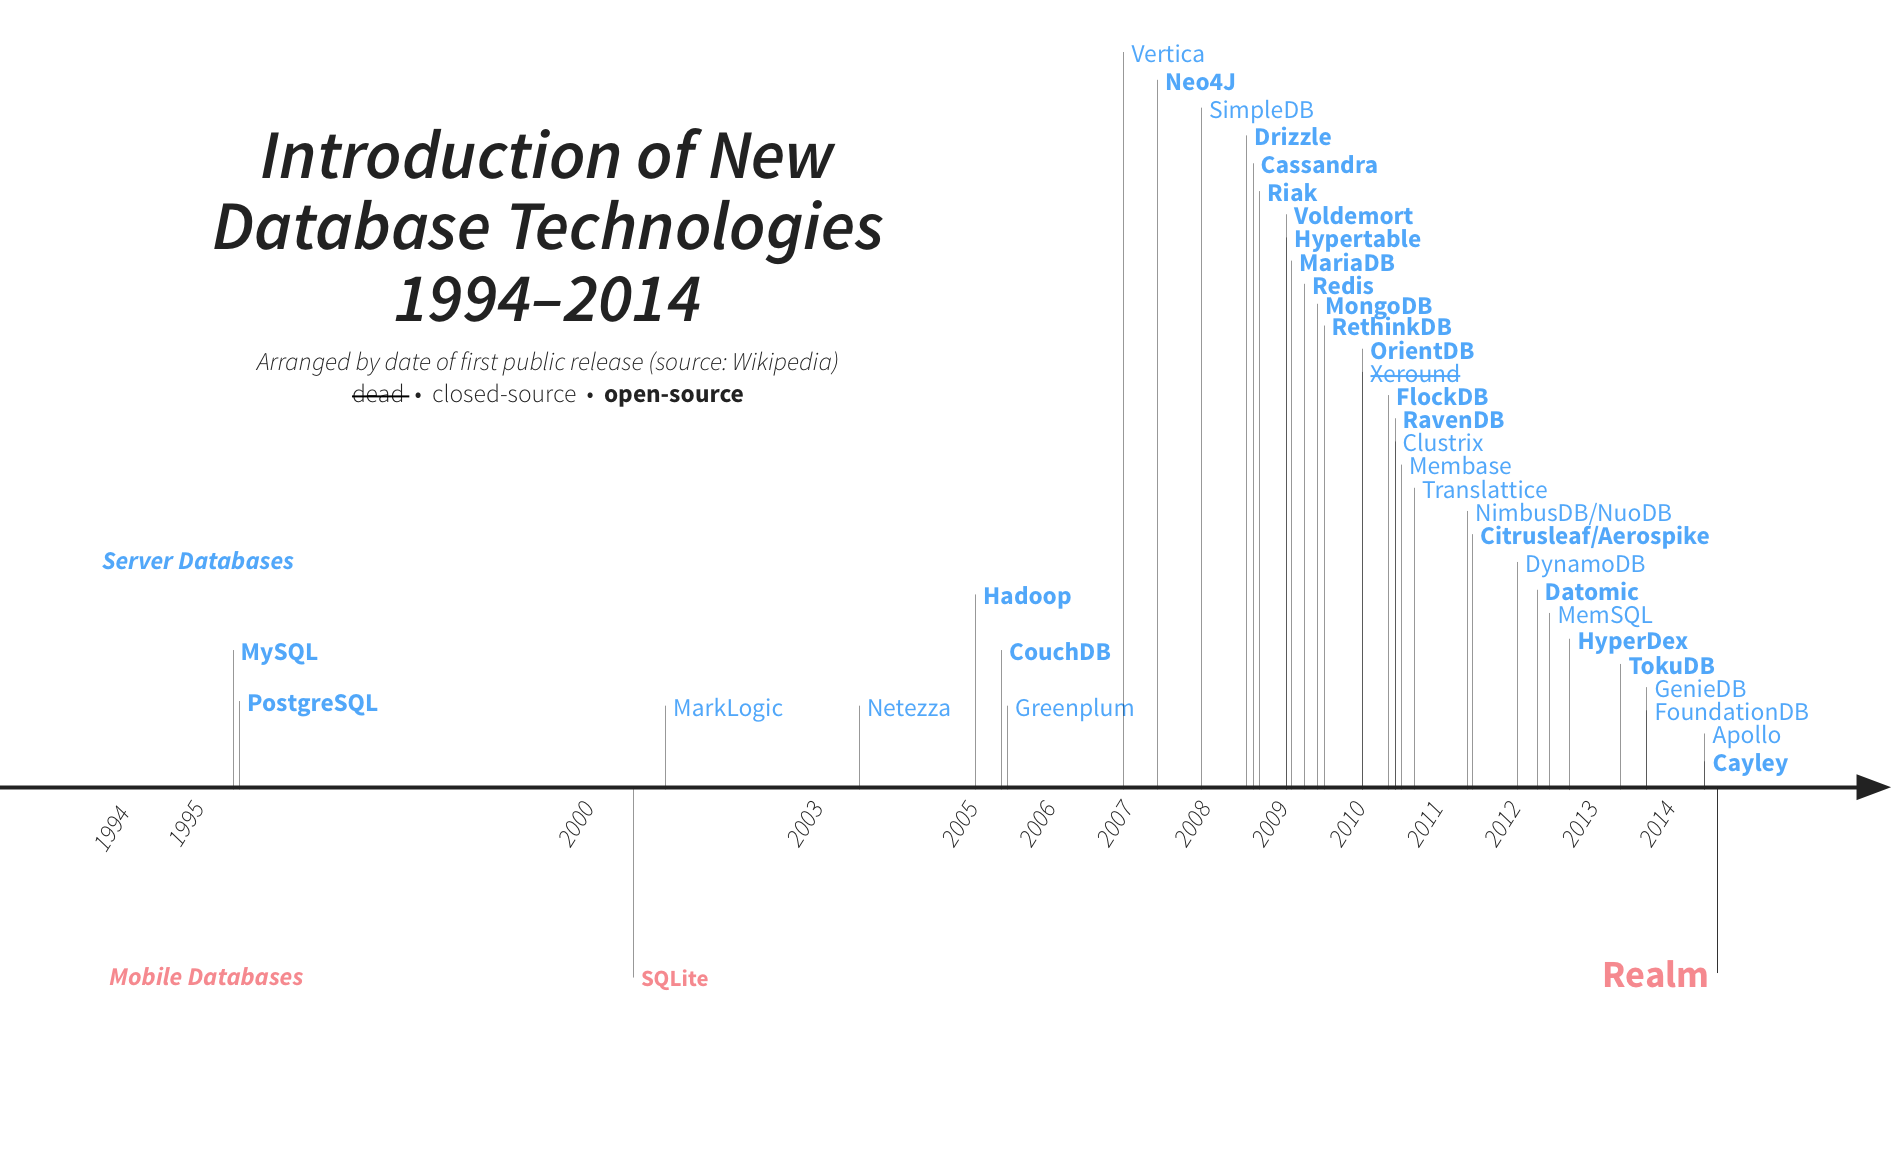 Introduction of New
Database Technologies
1994–2014
Arranged by date of first public release (source: Wikipedia)
dead • closed-source • open-source
Vertica
Neo4J
SimpleDB
Drizzle
Cassandra
Riak
Voldemort
Hypertable
MariaDB
Redis
MongoDB
RethinkDB
OrientDB
Xeround
FlockDB
RavenDB
Clustrix
Membase
Translattice
NimbusDB/NuoDB
Citrusleaf/Aerospike
Server Databases
DynamoDB
Hadoop
Datomic
MemSQL
HyperDex
MySQL
CouchDB
TokuDB
GenieDB
PostgreSQL
MarkLogic
Netezza
Greenplum
FoundationDB
Apollo
Cayley
1994
1995
2000
2003
2005
2006
2007
2008
2009
2010
2011
2012
2013
2014
Mobile Databases
SQLite
Realm